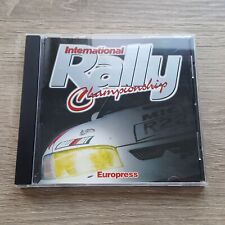 International
Rally
Championship
Europress